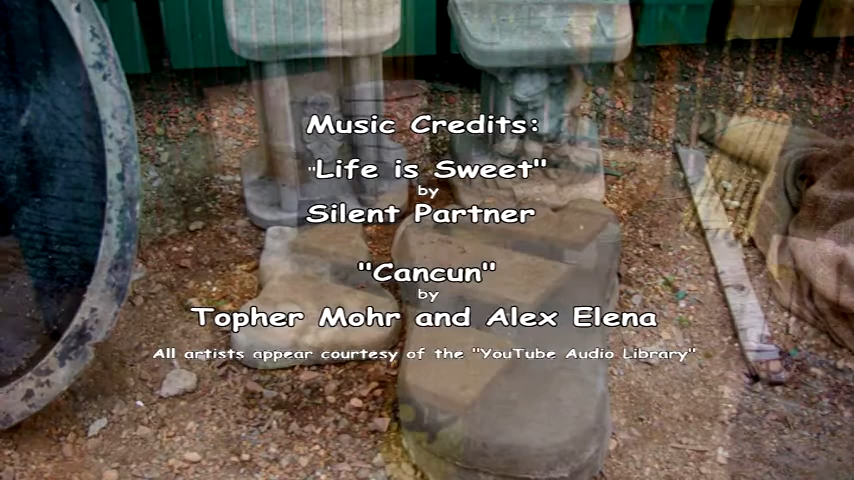 Music Credits:
"Life is Sweet"
by
Silent Partner
"Cancun"
by
Topher Mohr and Alex Elena
All artists appear courtesy of the "YouTube Audio Library"